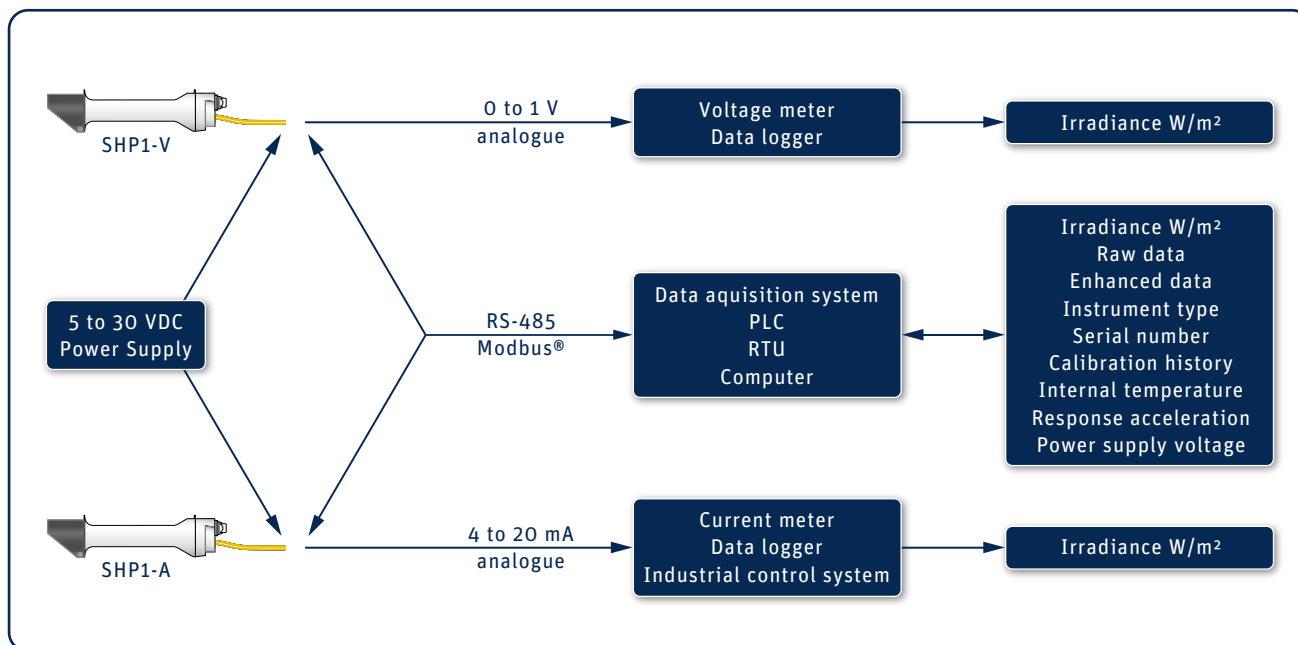 SHP1-V
0 to 1 V
analogue
Voltage meter
Data logger
Irradiance W/m²
5 to 30 VDC
Power Supply
RS-485
Modbus®
Data aquisition system
PLC
RTU
Computer
Irradiance W/m²
Raw data
Enhanced data
Instrument type
Serial number
Calibration history
Internal temperature
Response acceleration
Power supply voltage
SHP1-A
4 to 20 mA
analogue
Current meter
Data logger
Industrial control system
Irradiance W/m²